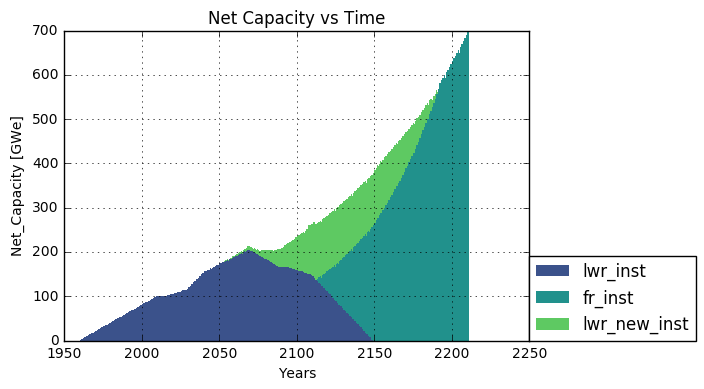 Net Capacity vs Time
Net_Capacity [GWe]
700
600
500
400
300
200
100
0
1950
2000
2050
2100
2150
2200
2250
Years
lwr_inst
fr_inst
lwr_new_inst